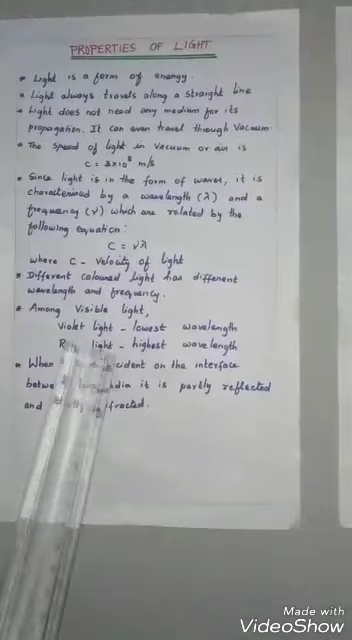 PROPERTIES OF LIGHT
* Light is a form of energy.
* Light always travels along a straight line
* Light does not need any medium for its
propagation. It can even travel through vacuum.
* The speed of light in vacuum or air is
C = 3×10⁸ m/s
* Since light is in the form of waves, it is
characterised by a wavelength (λ) and a
frequency (ν) which are related by the
following equation:
C = νλ
where C - velocity of light
* Different coloured light has different
wavelength and frequency.
* Among Visible light,
Violet light - lowest wavelength
light - highest wavelength
* When incident on the interface
it is partly reflected
and
Made with
VideoShow